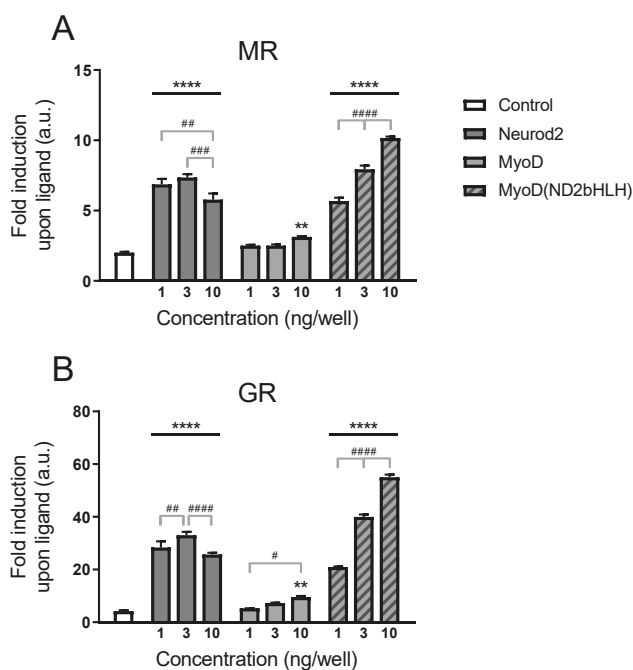 A
MR
Fold induction
upon ligand (a.u.)
15
10
5
0
****
##
###
**
****
####
1 3 10 1 3 10 1 3 10
Concentration (ng/well)
Control
Neurod2
MyoD
MyoD(ND2bHLH)
B
GR
Fold induction
upon ligand (a.u.)
80
60
40
20
0
****
## ####
#
**
****
####
1 3 10 1 3 10 1 3 10
Concentration (ng/well)